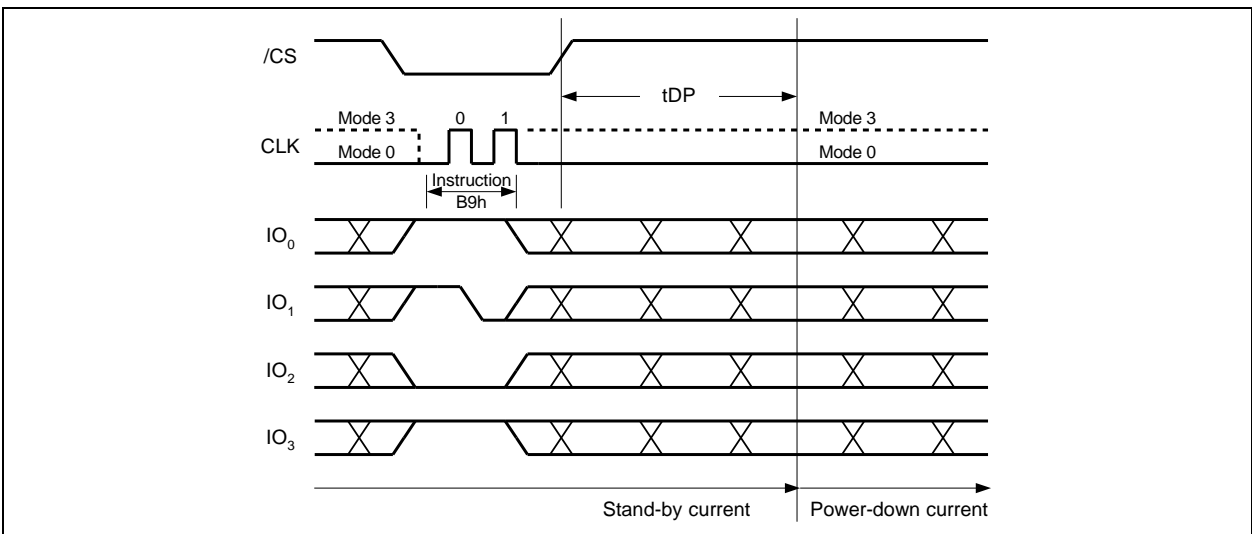 /CS
tDP
Mode 3 0 1 Mode 3
CLK
Mode 0 Mode 0
Instruction
B9h
IO0
IO1
IO2
IO3
Stand-by current Power-down current